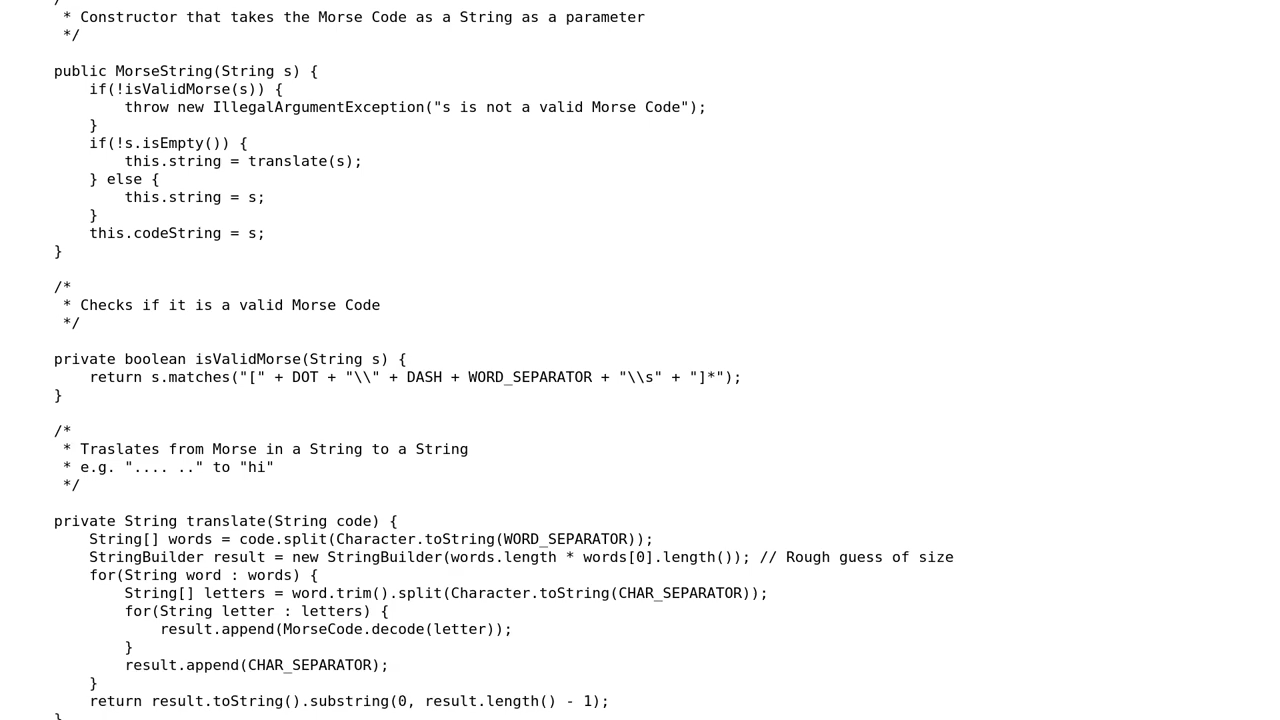 /*
 * Constructor that takes the Morse Code as a String as a parameter
 */
public MorseString(String s) {
    if(!isValidMorse(s)) {
        throw new IllegalArgumentException("s is not a valid Morse Code");
    }
    if(!s.isEmpty()) {
        this.string = translate(s);
    } else {
        this.string = s;
    }
    this.codeString = s;
}
/*
 * Checks if it is a valid Morse Code
 */
private boolean isValidMorse(String s) {
    return s.matches("[" + DOT + "\\" + DASH + WORD_SEPARATOR + "\\s" + "]*");
}
/*
 * Traslates from Morse in a String to a String
 * e.g. ".... .." to "hi"
 */
private String translate(String code) {
    String[] words = code.split(Character.toString(WORD_SEPARATOR));
    StringBuilder result = new StringBuilder(words.length * words[0].length()); // Rough guess of size
    for(String word : words) {
        String[] letters = word.trim().split(Character.toString(CHAR_SEPARATOR));
        for(String letter : letters) {
            result.append(MorseCode.decode(letter));
        }
        result.append(CHAR_SEPARATOR);
    }
    return result.toString().substring(0, result.length() - 1);
}